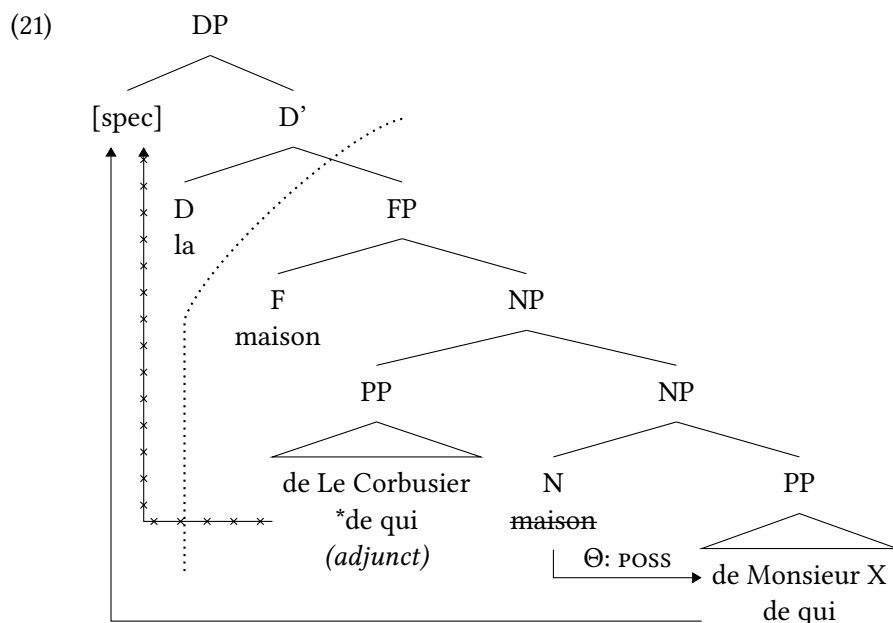 (21) DP
[spec] D’
D FP
la
F NP
maison
PP NP
de Le Corbusier N PP
*de qui maison
(adjunct)
Θ: POSS de Monsieur X
de qui